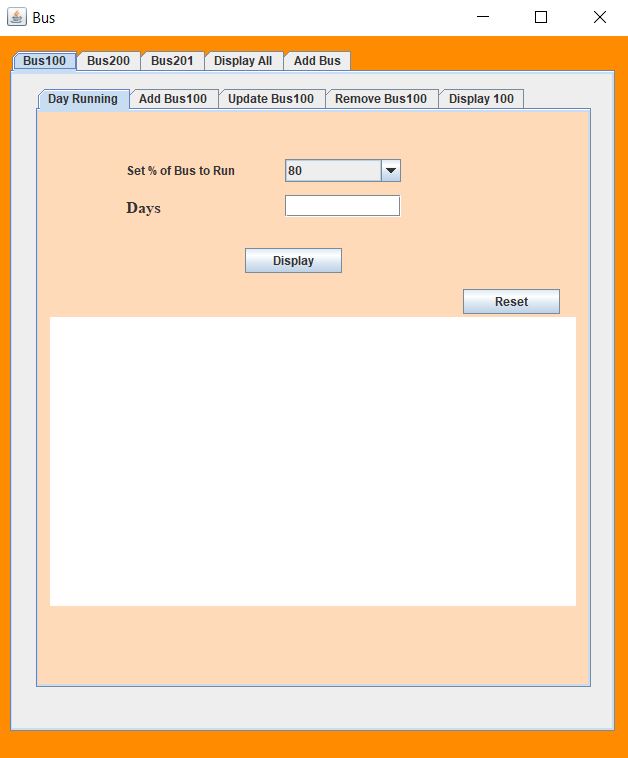 Bus
Bus100 Bus200 Bus201 Display All Add Bus
Day Running Add Bus100 Update Bus100 Remove Bus100 Display 100
Set % of Bus to Run 80
Days
Display
Reset